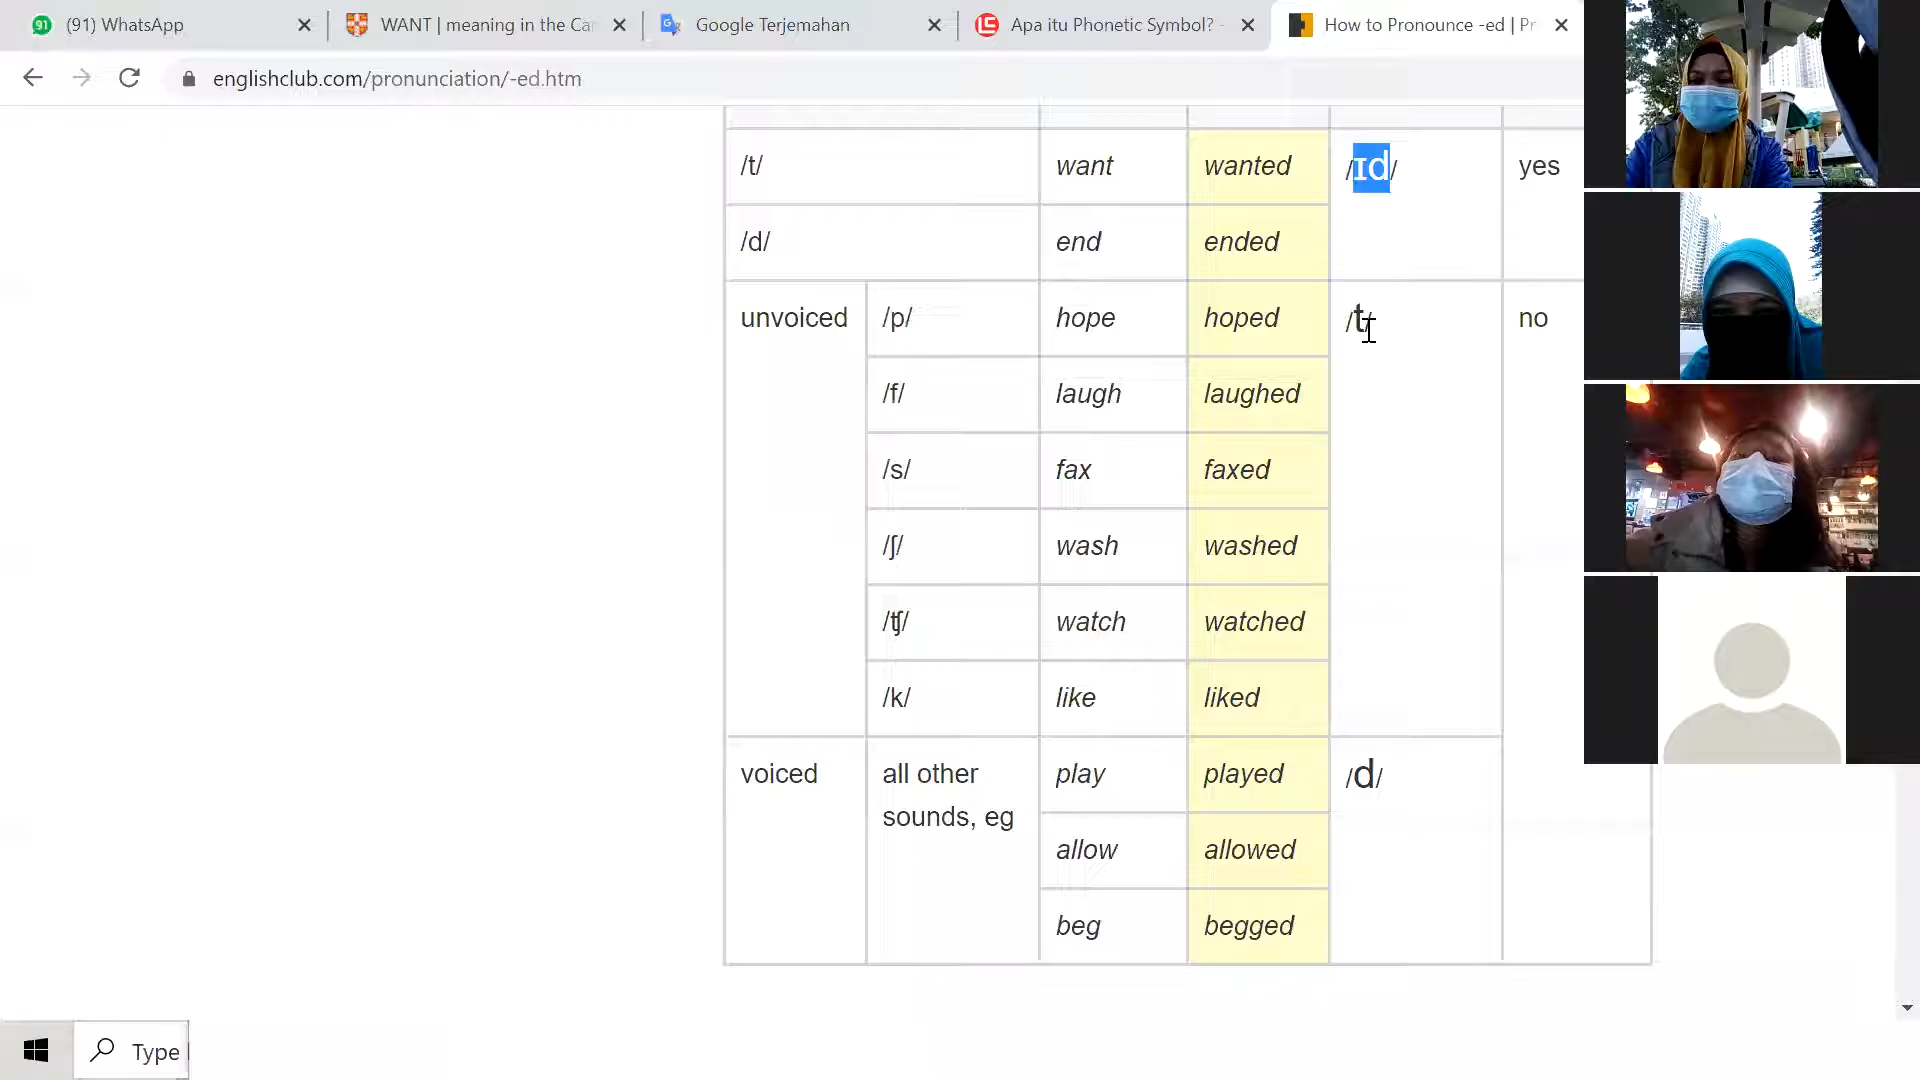 (91) WhatsApp
WANT | meaning in the Ca
Google Terjemahan
Apa itu Phonetic Symbol? -
How to Pronounce -ed | Pr
englishclub.com/pronunciation/-ed.htm
/t/ want wanted /ɪd/ yes
/d/ end ended
unvoiced /p/ hope hoped /t/ no
/f/ laugh laughed
/s/ fax faxed
/ʃ/ wash washed
/ʧ/ watch watched
/k/ like liked
voiced all other sounds, eg play played /d/
allow allowed
beg begged
Type